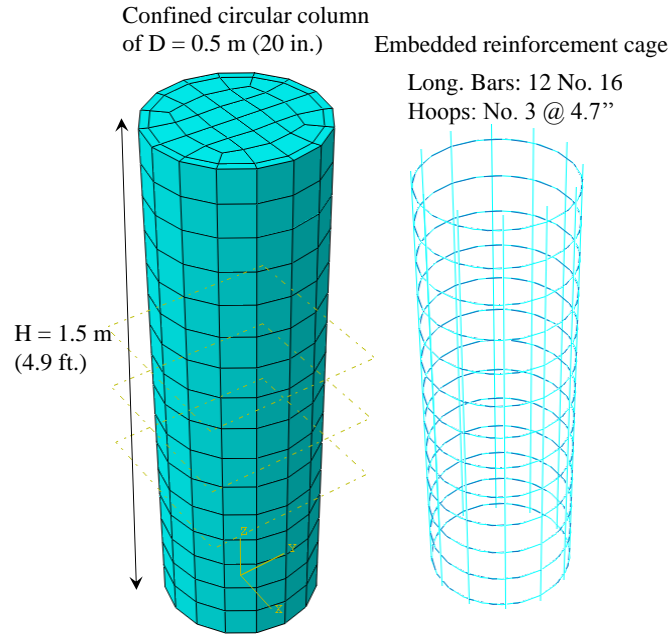 Confined circular column
of D = 0.5 m (20 in.)
Embedded reinforcement cage
Long. Bars: 12 No. 16
Hoops: No. 3 @ 4.7’’
H = 1.5 m
(4.9 ft.)
Z
Y
X